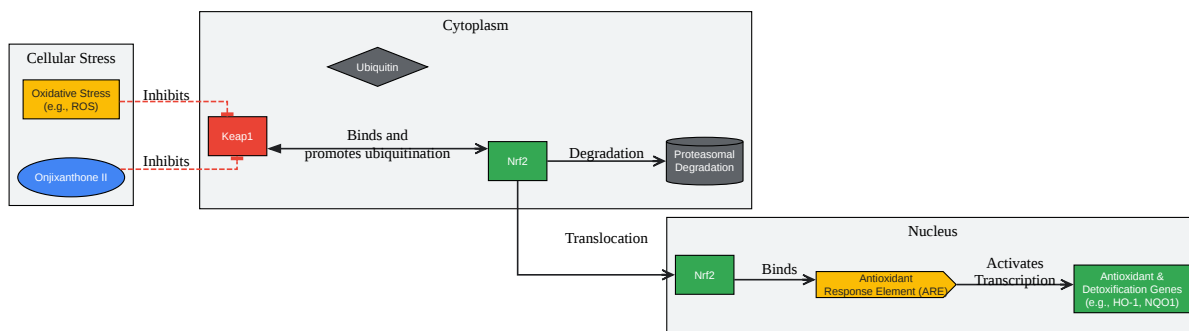 Cellular Stress
Oxidative Stress
(e.g., ROS)
Onjixanthone II
Inhibits
Inhibits
Cytoplasm
Ubiquitin
Keap1
Binds and
promotes ubiquitination
Nrf2
Degradation
Proteasomal
Degradation
Translocation
Nucleus
Nrf2
Binds
Antioxidant
Response Element (ARE)
Activates
Transcription
Antioxidant &
Detoxification Genes
(e.g., HO-1, NQO1)